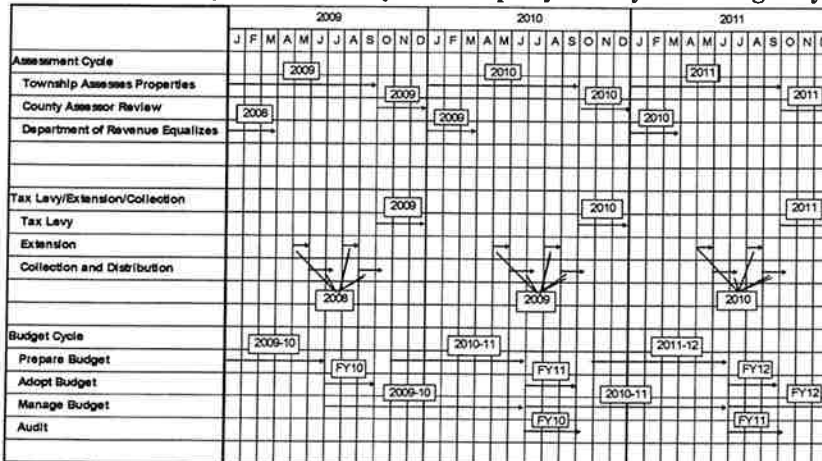 2009 2010 2011
J F M A M J J A S O N D J F M A M J J A S O N D J F M A M J J A S O N
Assessment Cycle
2009 2010 2011
Township Assesses Properties
2009 2010 2011
County Assessor Review
2008 2009 2010
Department of Revenue Equalizes
Tax Levy/Extension/Collection
2009 2010 2011
Tax Levy
Extension
Collection and Distribution
2008 2009 2010
Budget Cycle
2009-10 2010-11 2011-12
Prepare Budget
FY10 FY11 FY12
Adopt Budget
2009-10 2010-11 FY12
Manage Budget
FY10 FY11
Audit